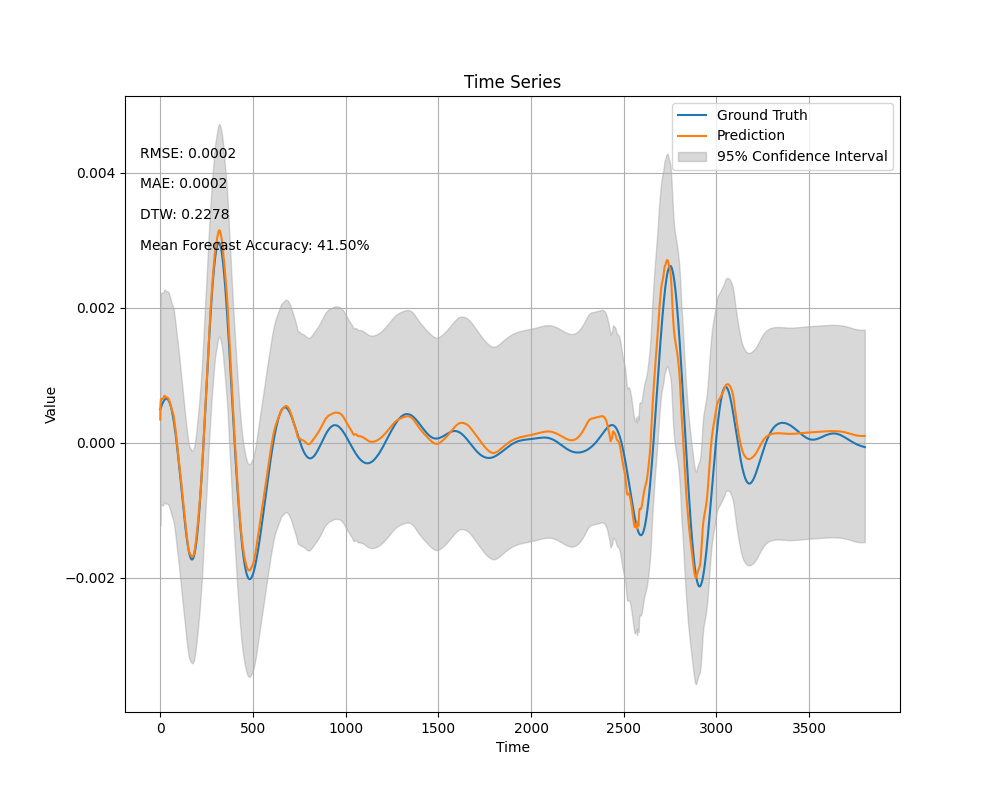 Time Series
Ground Truth
Prediction
95% Confidence Interval
RMSE: 0.0002
MAE: 0.0002
DTW: 0.2278
Mean Forecast Accuracy: 41.50%
Value
0.004
0.002
0.000
−0.002
0 500 1000 1500 2000 2500 3000 3500
Time